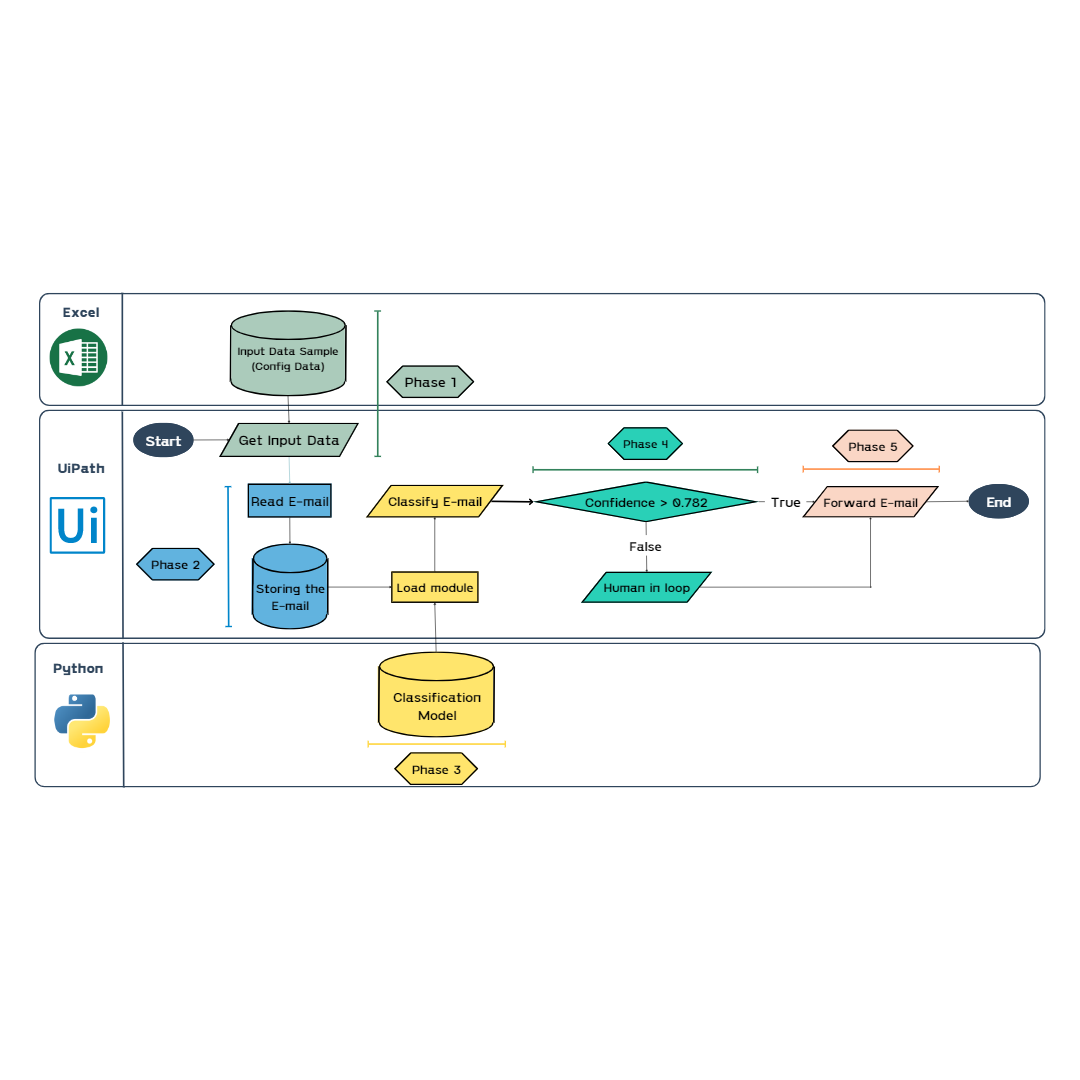 Excel
X
Input Data Sample
(Config Data)
Phase 1
UiPath
Ui
Start
Get Input Data
Phase 4
Phase 5
Read E-mail
Classify E-mail
Confidence > 0.782
True
Forward E-mail
End
False
Phase 2
Storing the
E-mail
Load module
Human in loop
Python
Classification
Model
Phase 3